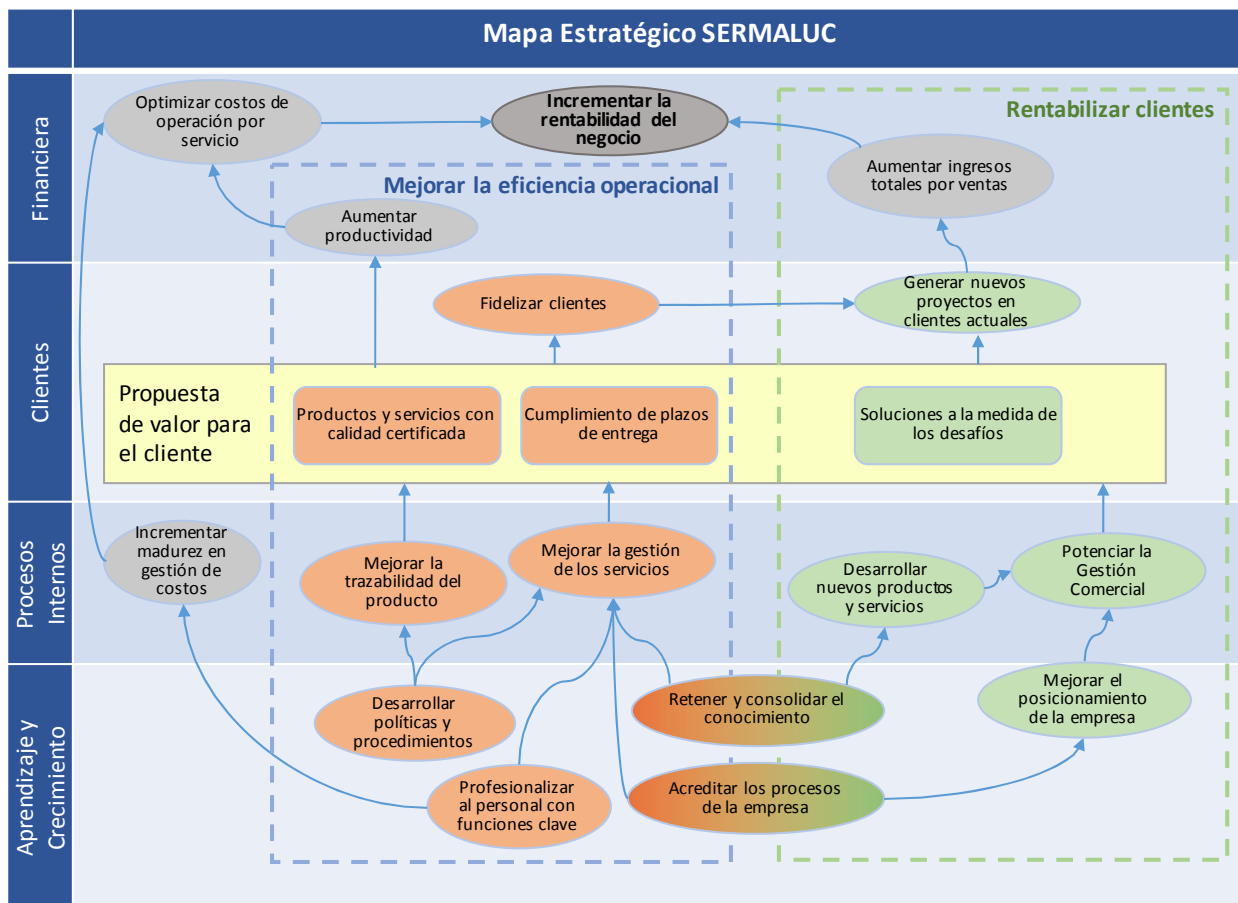 Mapa Estratégico SERMALUC
Financiera
Optimizar costos de
operación por
servicio
Incrementar la
rentabilidad del
negocio
Rentabilizar clientes
Aumentar ingresos
totales por ventas
Mejorar la eficiencia operacional
Aumentar
productividad
Clientes
Fidelizar clientes
Generar nuevos
proyectos en
clientes actuales
Propuesta
de valor para
el cliente
Productos y servicios con
calidad certificada
Cumplimiento de plazos
de entrega
Soluciones a la medida de
los desafíos
Procesos
Internos
Incrementar
madurez en
gestión de
costos
Mejorar la
trazabilidad del
producto
Mejorar la gestión
de los servicios
Desarrollar
nuevos productos
y servicios
Potenciar la
Gestión
Comercial
Aprendizaje y
Crecimiento
Desarrollar
políticas y
procedimientos
Retener y consolidar el
conocimiento
Mejorar el
posicionamiento
de la empresa
Profesionalizar
al personal con
funciones clave
Acreditar los procesos
de la empresa